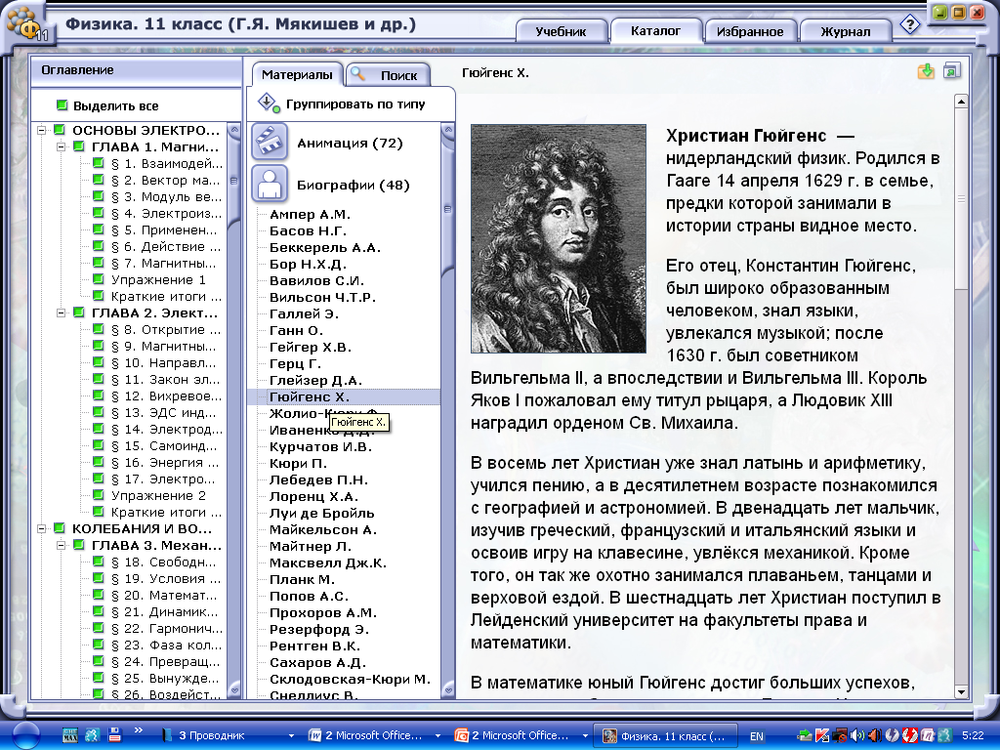 Физика. 11 класс (Г.Я. Мякишев и др.)
Учебник
Каталог
Избранное
Журнал
?
11
Оглавление
Выделить все
ОСНОВЫ ЭЛЕКТРО...
ГЛАВА 1. Магни...
§ 1. Взаимодей...
§ 2. Вектор ма...
§ 3. Модуль ве...
§ 4. Электроиз...
§ 5. Применен...
§ 6. Действие ...
§ 7. Магнитны...
Упражнение 1
Краткие итоги ...
ГЛАВА 2. Элект...
§ 8. Открытие ...
§ 9. Магнитны...
§ 10. Направл...
§ 11. Закон эл...
§ 12. Вихревое...
§ 13. ЭДС инд...
§ 14. Электрод...
§ 15. Самоинд...
§ 16. Энергия ...
§ 17. Электро...
Упражнение 2
Краткие итоги ...
КОЛЕБАНИЯ И ВО...
ГЛАВА 3. Механ...
§ 18. Свободн...
§ 19. Условия ...
§ 20. Математ...
§ 21. Динамик...
§ 22. Гармонич...
§ 23. Фаза кол...
§ 24. Превращ...
§ 25. Вынужде...
§ 26. Воздейст...
Материалы
Поиск
Группировать по типу
Анимация (72)
Биографии (48)
Ампер А.М.
Басов Н.Г.
Беккерель А.А.
Бор Н.Х.Д.
Вавилов С.И.
Вильсон Ч.Т.Р.
Галлей Э.
Ганн О.
Гейгер Х.В.
Герц Г.
Глейзер Д.А.
Гюйгенс Х.
Жолио-Кюри Ф.
Гюйгенс Х.
Иваненко Д.Д.
Курчатов И.В.
Кюри П.
Лебедев П.Н.
Лоренц Х.А.
Луи де Бройль
Майкельсон А.
Майтнер Л.
Максвелл Дж.К.
Планк М.
Попов А.С.
Прохоров А.М.
Резерфорд Э.
Рентген В.К.
Сахаров А.Д.
Склодовская-Кюри М.
Снеллиус В.
Гюйгенс Х.
Христиан Гюйгенс —
нидерландский физик. Родился в
Гааге 14 апреля 1629 г. в семье,
предки которой занимали в
истории страны видное место.
Его отец, Константин Гюйгенс,
был широко образованным
человеком, знал языки,
увлекался музыкой; после
1630 г. был советником
Вильгельма II, а впоследствии и Вильгельма III. Король
Яков I пожаловал ему титул рыцаря, а Людовик XIII
наградил орденом Св. Михаила.
В восемь лет Христиан уже знал латынь и арифметику,
учился пению, а в десятилетнем возрасте познакомился
с географией и астрономией. В двенадцать лет мальчик,
изучив греческий, французский и итальянский языки и
освоив игру на клавесине, увлёкся механикой. Кроме
того, он так же охотно занимался плаваньем, танцами и
верховой ездой. В шестнадцать лет Христиан поступил в
Лейденский университет на факультеты права и
математики.
В математике юный Гюйгенс достиг больших успехов,
3 Проводник
2 Microsoft Office...
2 Microsoft Office...
Физика. 11 класс (...
EN
5:22